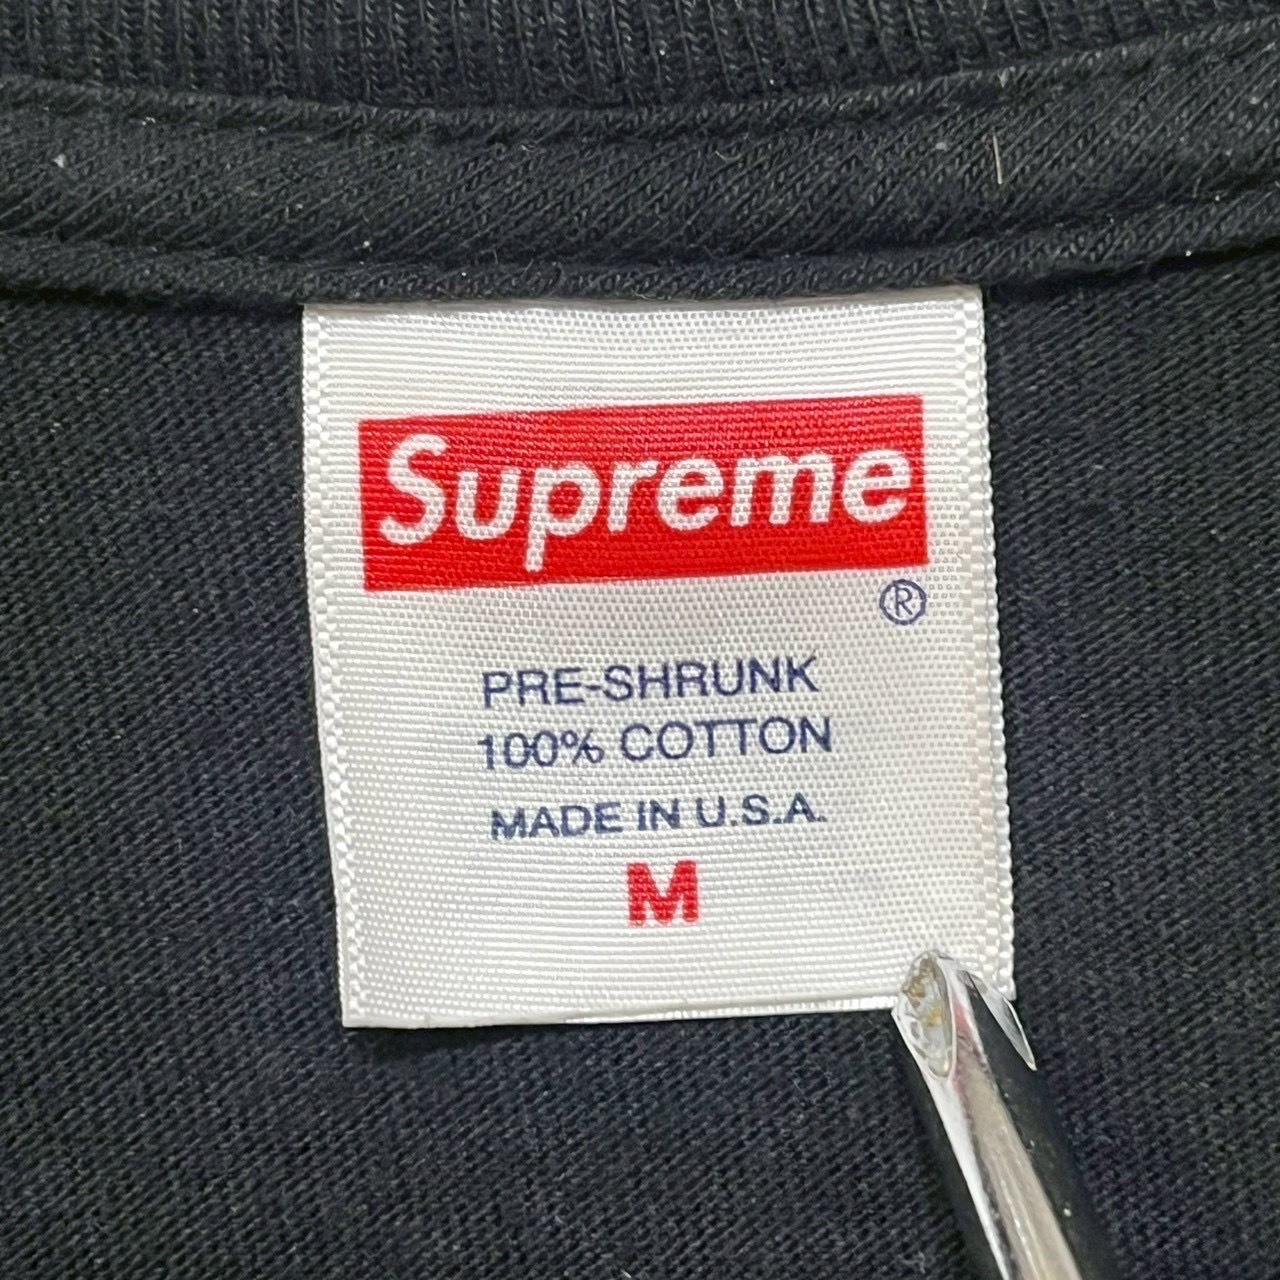 Supreme
®
PRE-SHRUNK
100% COTTON
MADE IN U.S.A.
M